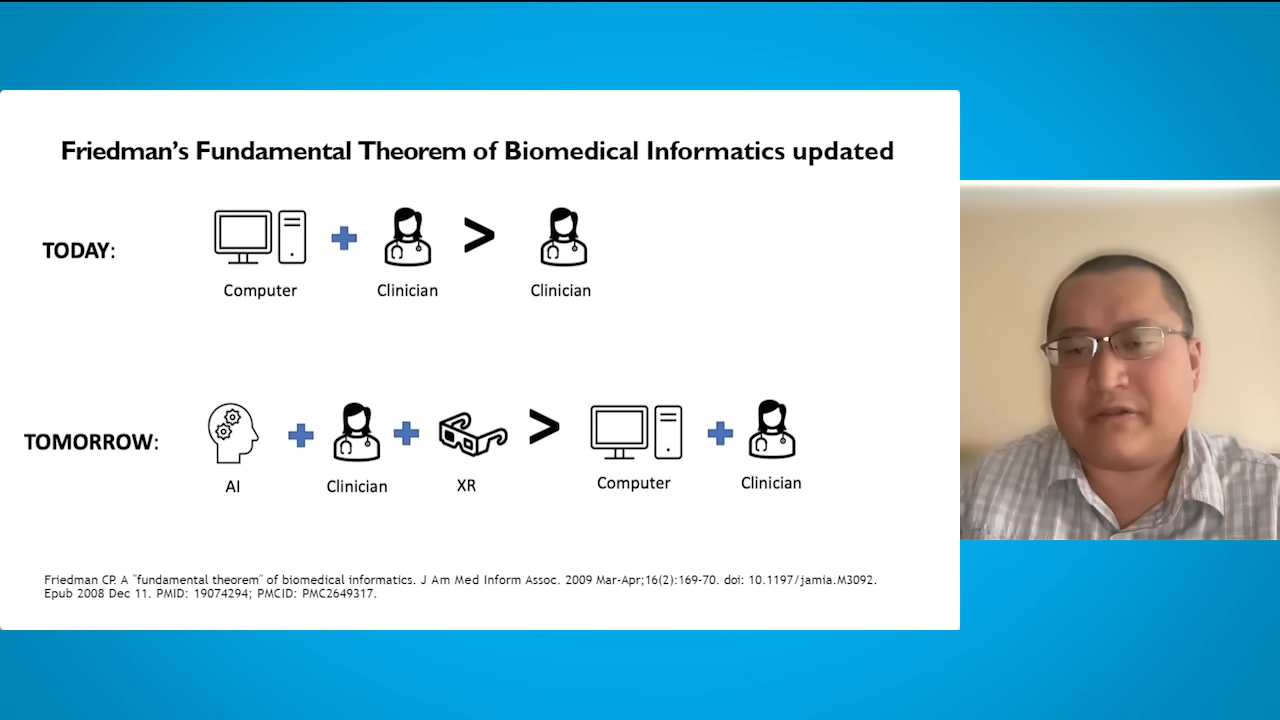 Friedman's Fundamental Theorem of Biomedical Informatics updated
TODAY:
Computer
Clinician
>
Clinician
TOMORROW:
AI
Clinician
XR
>
Computer
Clinician
Friedman CP. A "fundamental theorem" of biomedical informatics. J Am Med Inform Assoc. 2009 Mar-Apr;16(2):169-70. doi: 10.1197/jamia.M3092.
Epub 2008 Dec 11. PMID: 19074294; PMCID: PMC2649317.